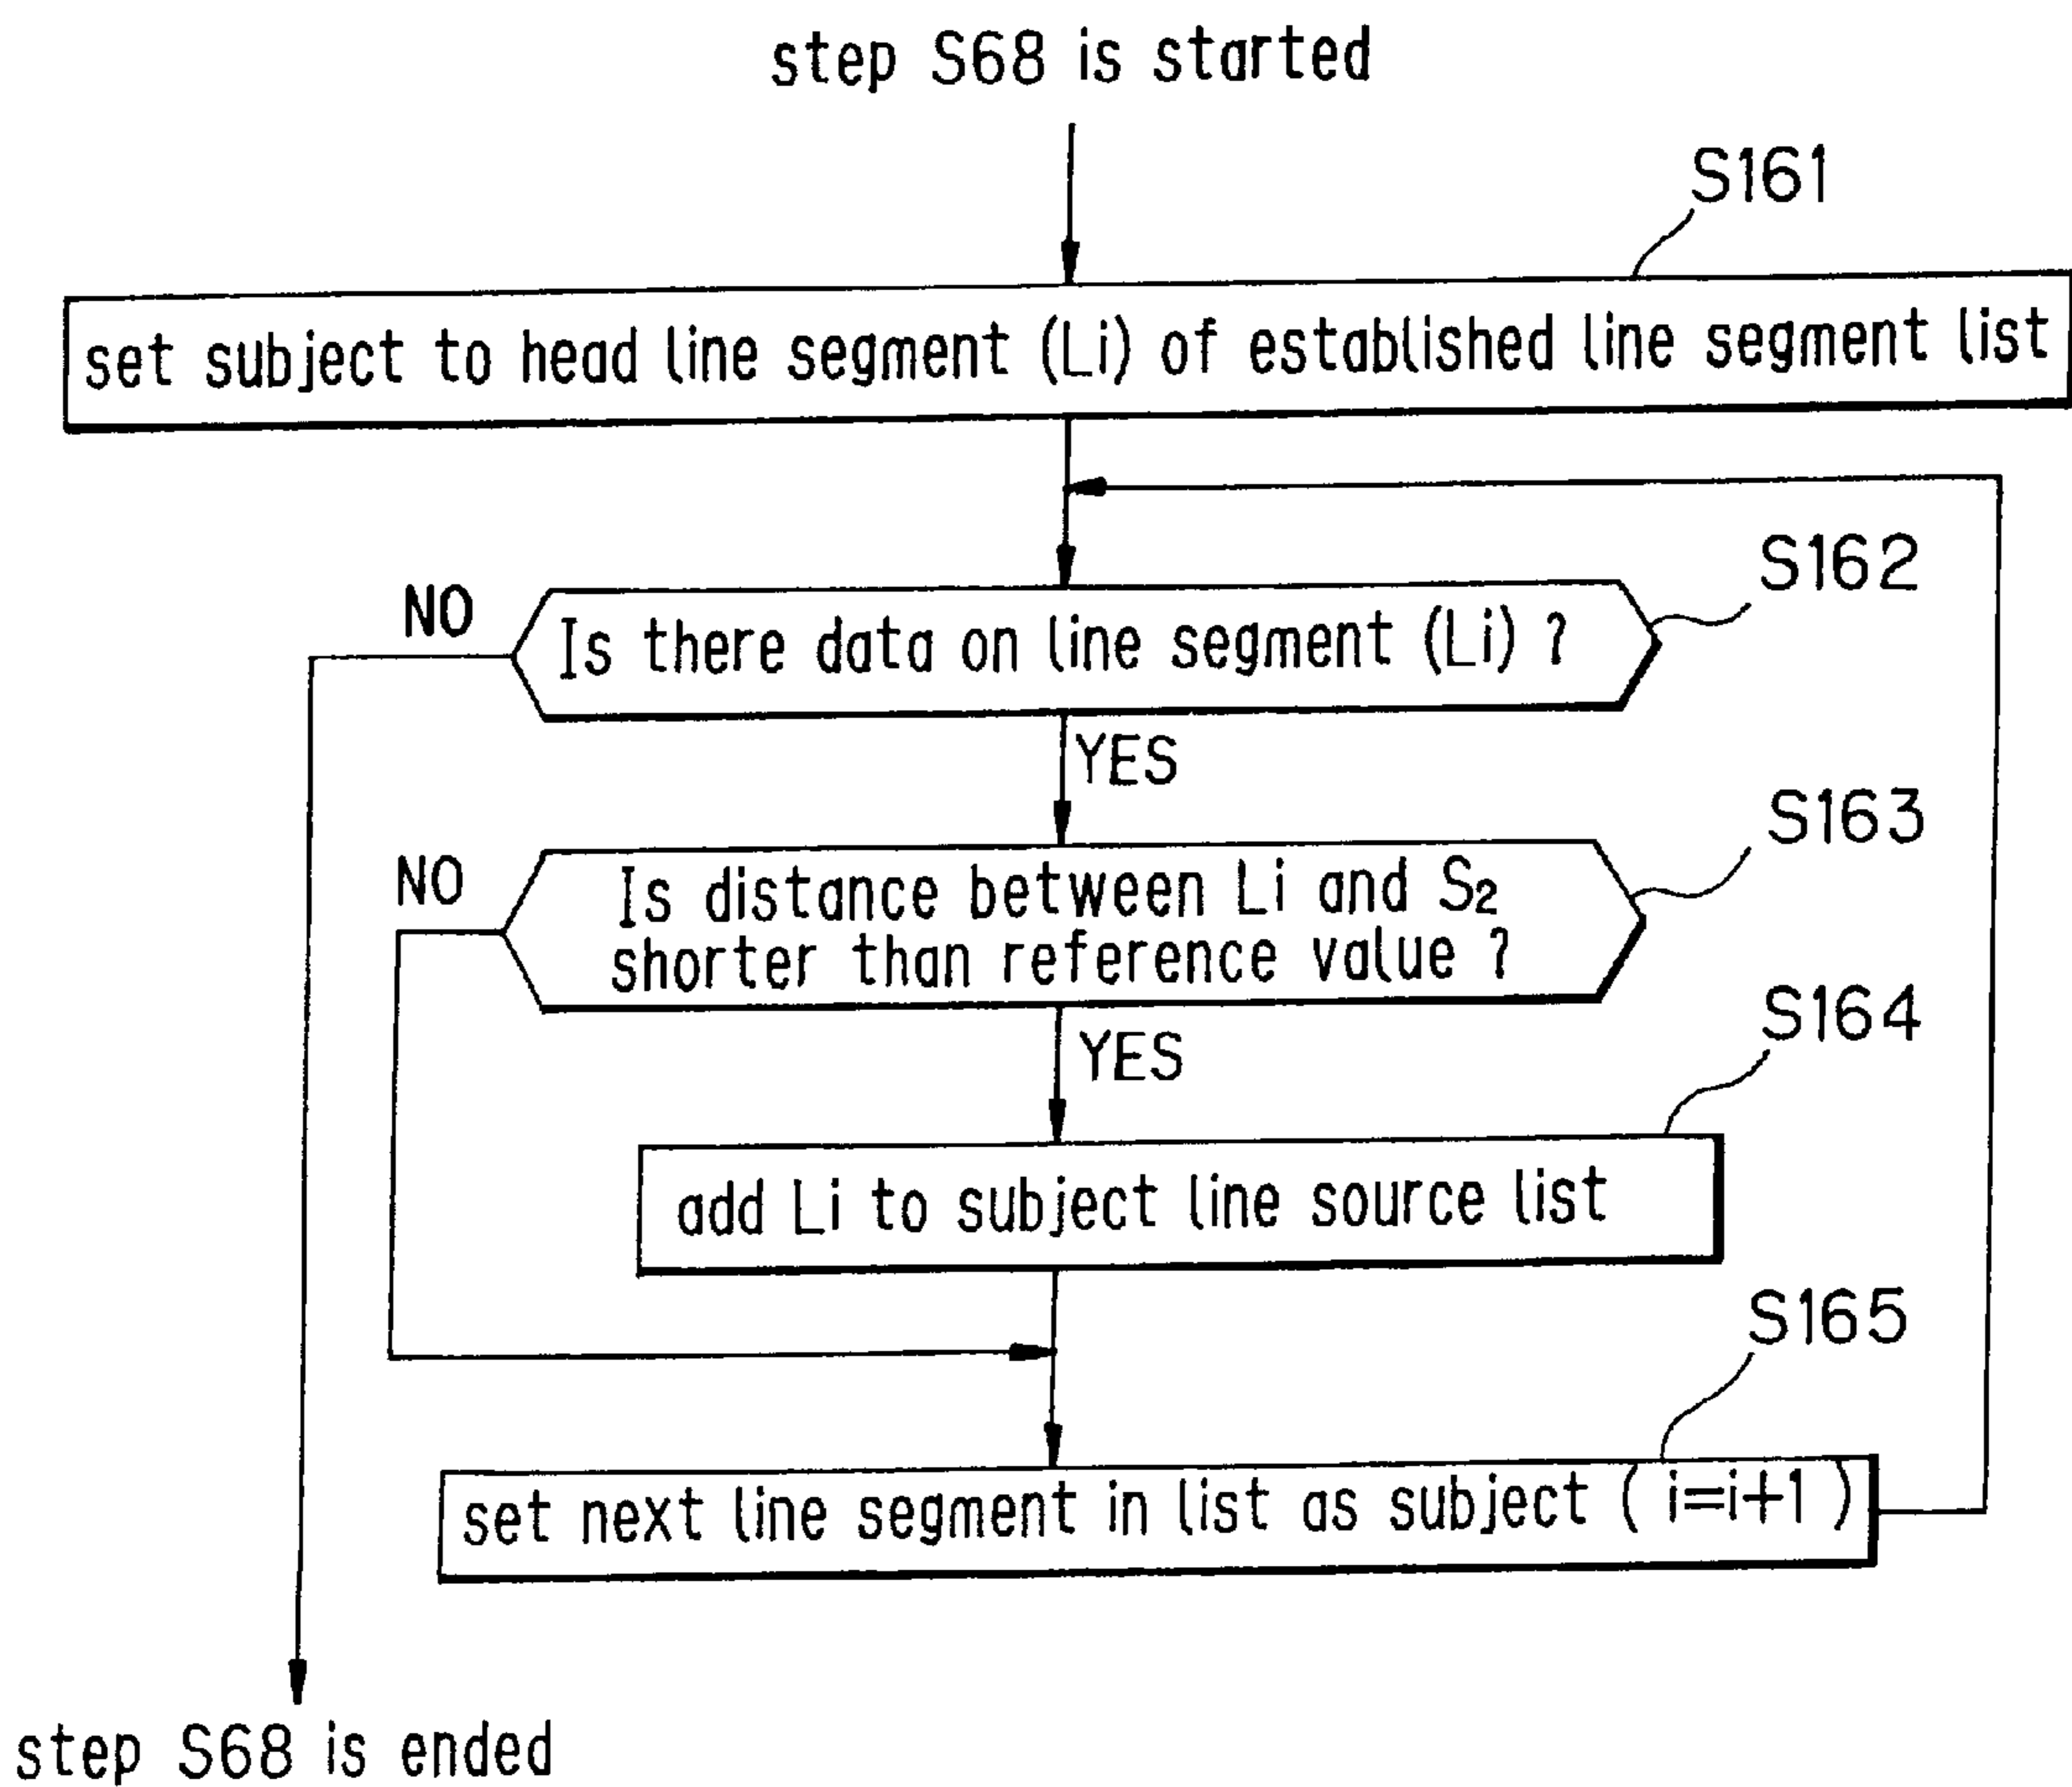 step S68 is started
S161
set subject to head line segment (Li) of established line segment list
S162
NO
Is there data on line segment (Li) ?
YES
S163
NO
Is distance between Li and S2
shorter than reference value ?
YES
S164
add Li to subject line source list
S165
set next line segment in list as subject ( i=i+1 )
step S68 is ended